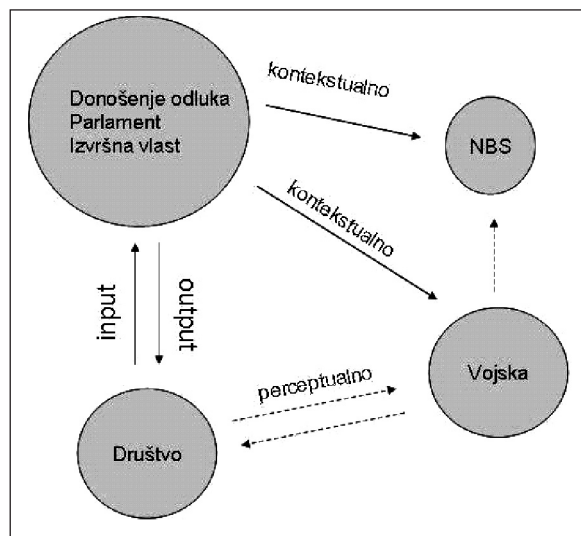 kontekstualno
Donošenje odluka
Parlament
Izvršna vlast
NBS
kontekstualno
input
output
perceptualno
Vojska
Društvo